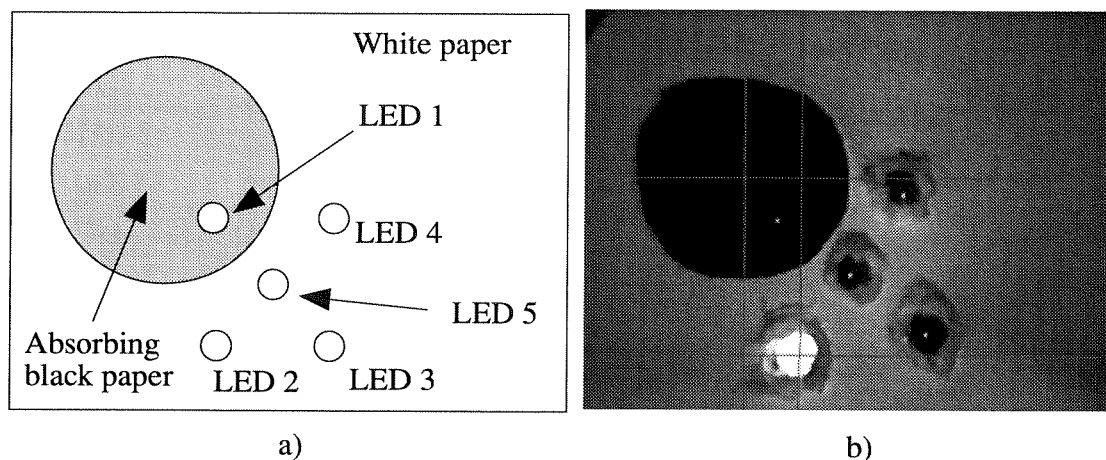 White paper
LED 1
LED 4
LED 5
Absorbing
black paper
LED 2
LED 3
a)
b)